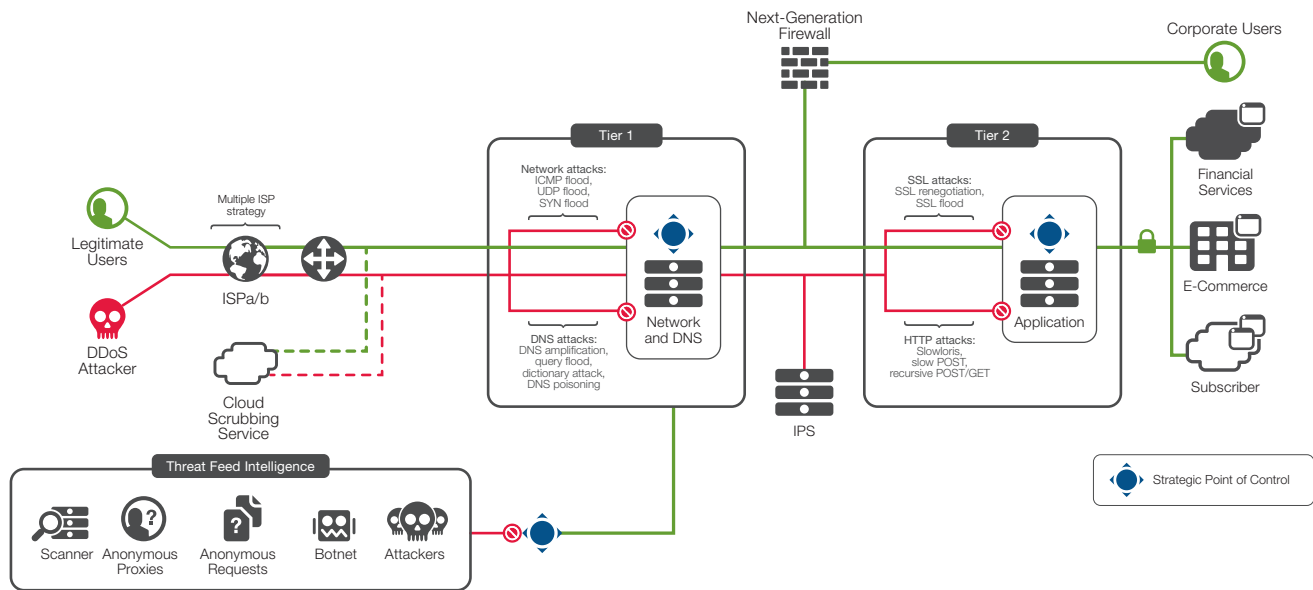 Next-Generation
Firewall
Corporate Users
Tier 1
Tier 2
Network attacks:
ICMP flood,
UDP flood,
SYN flood
SSL attacks:
SSL renegotiation,
SSL flood
Financial
Services
Multiple ISP
strategy
Legitimate
Users
ISPa/b
E-Commerce
Network
and DNS
Application
DDoS
Attacker
DNS attacks:
DNS amplification,
query flood,
dictionary attack,
DNS poisoning
HTTP attacks:
Slowloris,
slow POST,
recursive POST/GET
Subscriber
Cloud
Scrubbing
Service
IPS
Threat Feed Intelligence
?
?
Scanner
Anonymous
Proxies
Anonymous
Requests
Botnet
Attackers
Strategic Point of Control